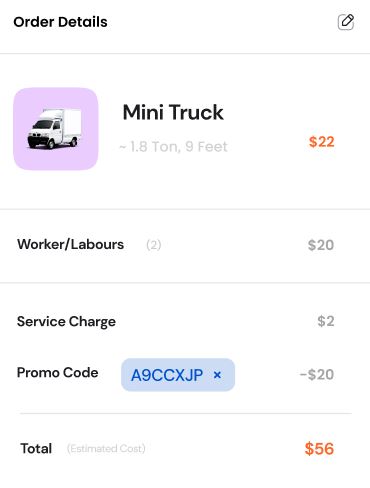 Order Details
Mini Truck
~ 1.8 Ton, 9 Feet
$22
Worker/Labours (2) $20
Service Charge $2
Promo Code A9CCXJP × -$20
Total (Estimated Cost) $56